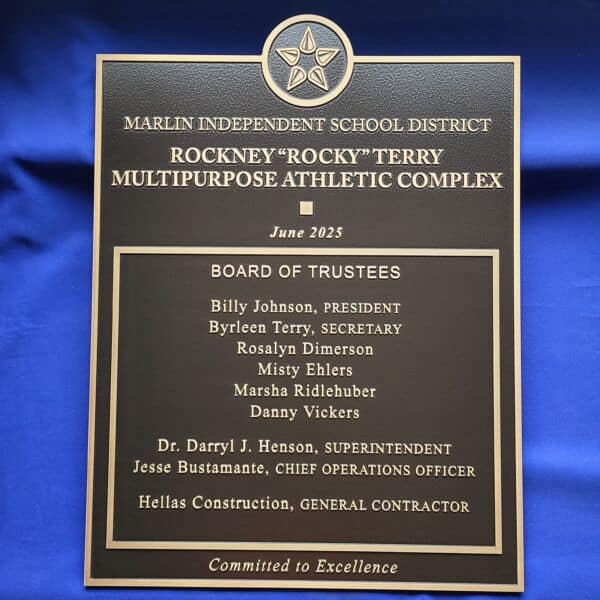 MARLIN INDEPENDENT SCHOOL DISTRICT
ROCKNEY “ROCKY” TERRY
MULTIPURPOSE ATHLETIC COMPLEX
June 2025
BOARD OF TRUSTEES
Billy Johnson, PRESIDENT
Byrleen Terry, SECRETARY
Rosalyn Dimerson
Misty Ehlers
Marsha Ridlehuber
Danny Vickers
Dr. Darryl J. Henson, SUPERINTENDENT
Jesse Bustamante, CHIEF OPERATIONS OFFICER
Hellas Construction, GENERAL CONTRACTOR
Committed to Excellence